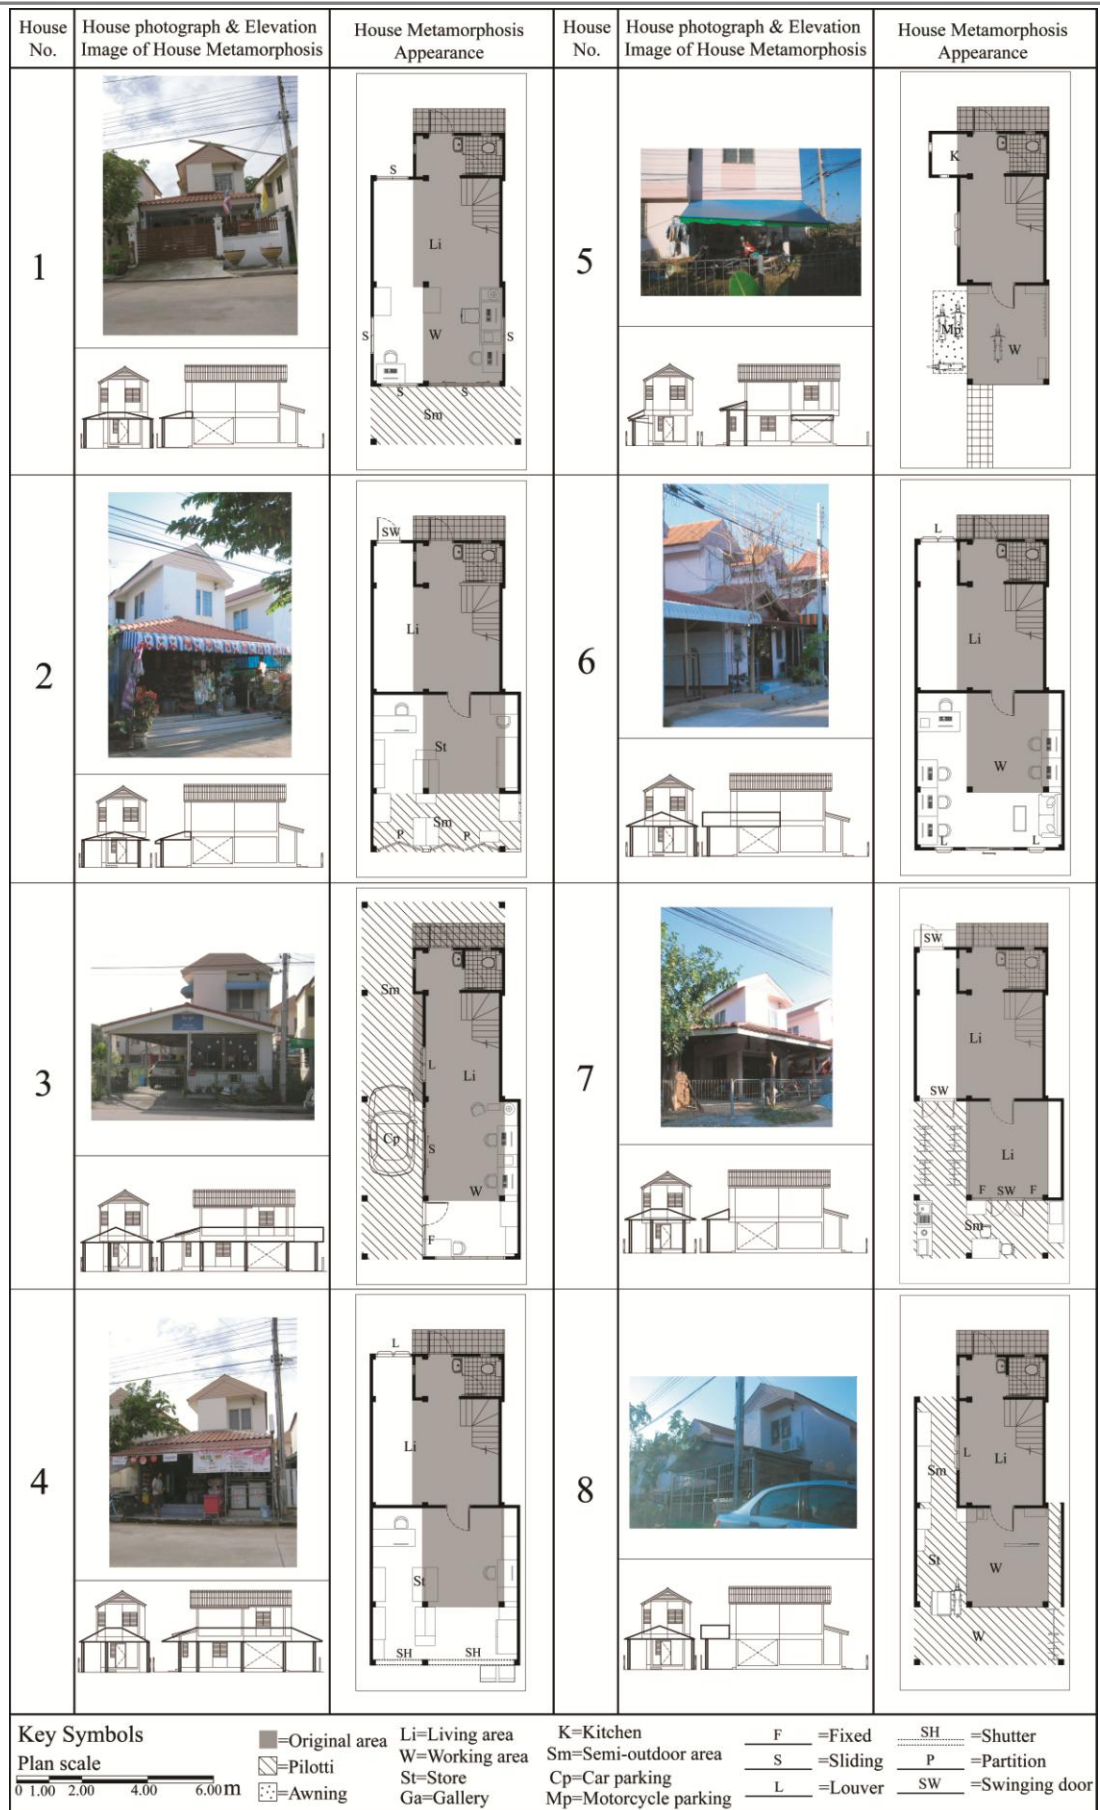 House No.
House photograph & Elevation Image of House Metamorphosis
House Metamorphosis Appearance
House No.
House photograph & Elevation Image of House Metamorphosis
House Metamorphosis Appearance
1
S
Li
W
S
S
S
S
Sm
5
K
Mp
W
2
SW
Li
St
Sm
P
P
6
L
Li
W
L
L
3
Sm
L
Li
Cp
S
W
F
7
SW
Li
SW
Li
F
SW
F
Sm
4
L
Li
St
SH
SH
8
L
Li
Sm
St
W
W
Key Symbols
Plan scale
0 1.00 2.00 4.00 6.00 m
=Original area
=Pilotti
=Awning
Li=Living area
W=Working area
St=Store
Ga=Gallery
K=Kitchen
Sm=Semi-outdoor area
Cp=Car parking
Mp=Motorcycle parking
F =Fixed
S =Sliding
L =Louver
SH =Shutter
P =Partition
SW =Swinging door